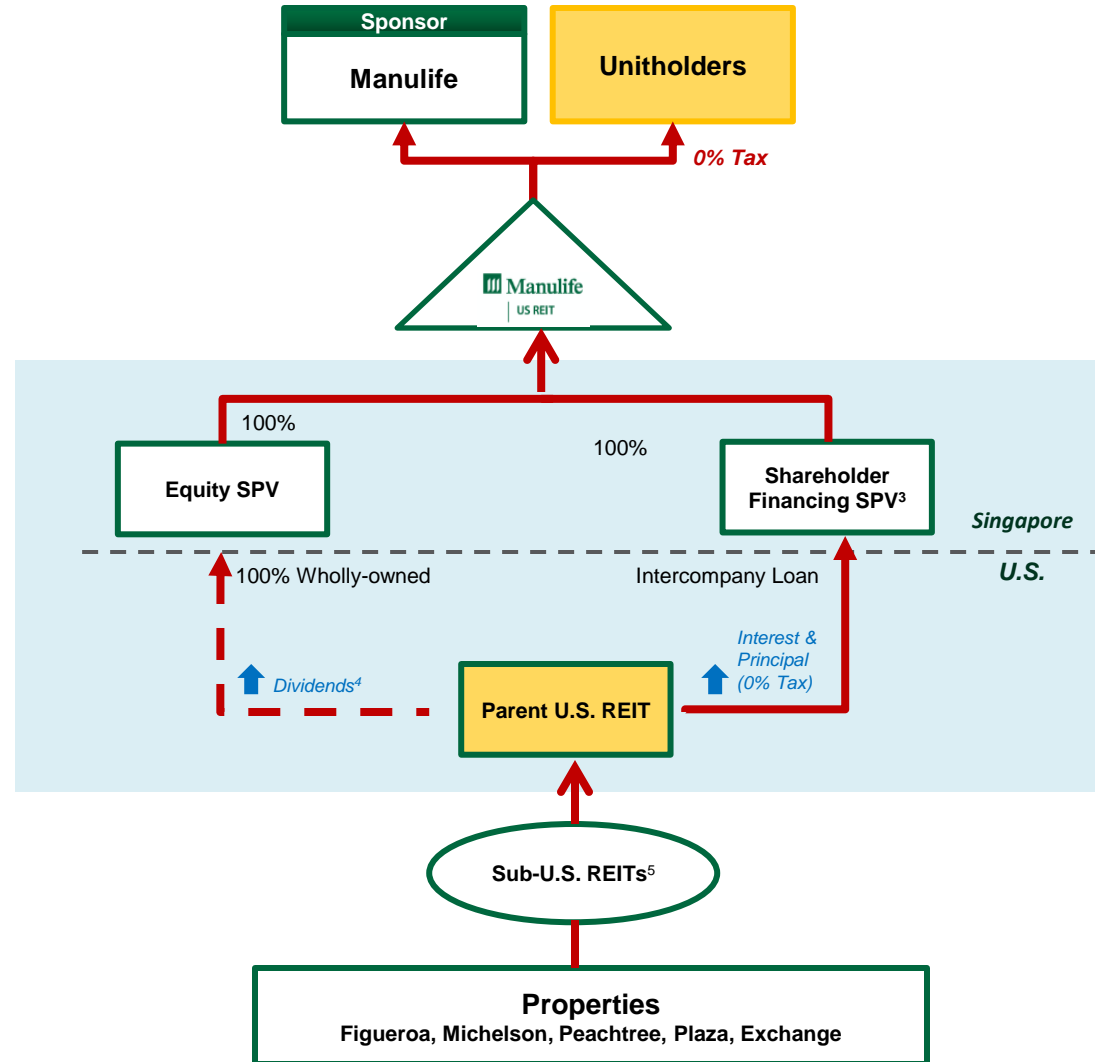 Sponsor
Manulife
Unitholders
0% Tax
Manulife
US REIT
100%
100%
Equity SPV
Shareholder
Financing SPV³
Singapore
100% Wholly-owned
Intercompany Loan
U.S.
Interest &
Principal
(0% Tax)
Dividends⁴
Parent U.S. REIT
Sub-U.S. REITs⁵
Properties
Figueroa, Michelson, Peachtree, Plaza, Exchange